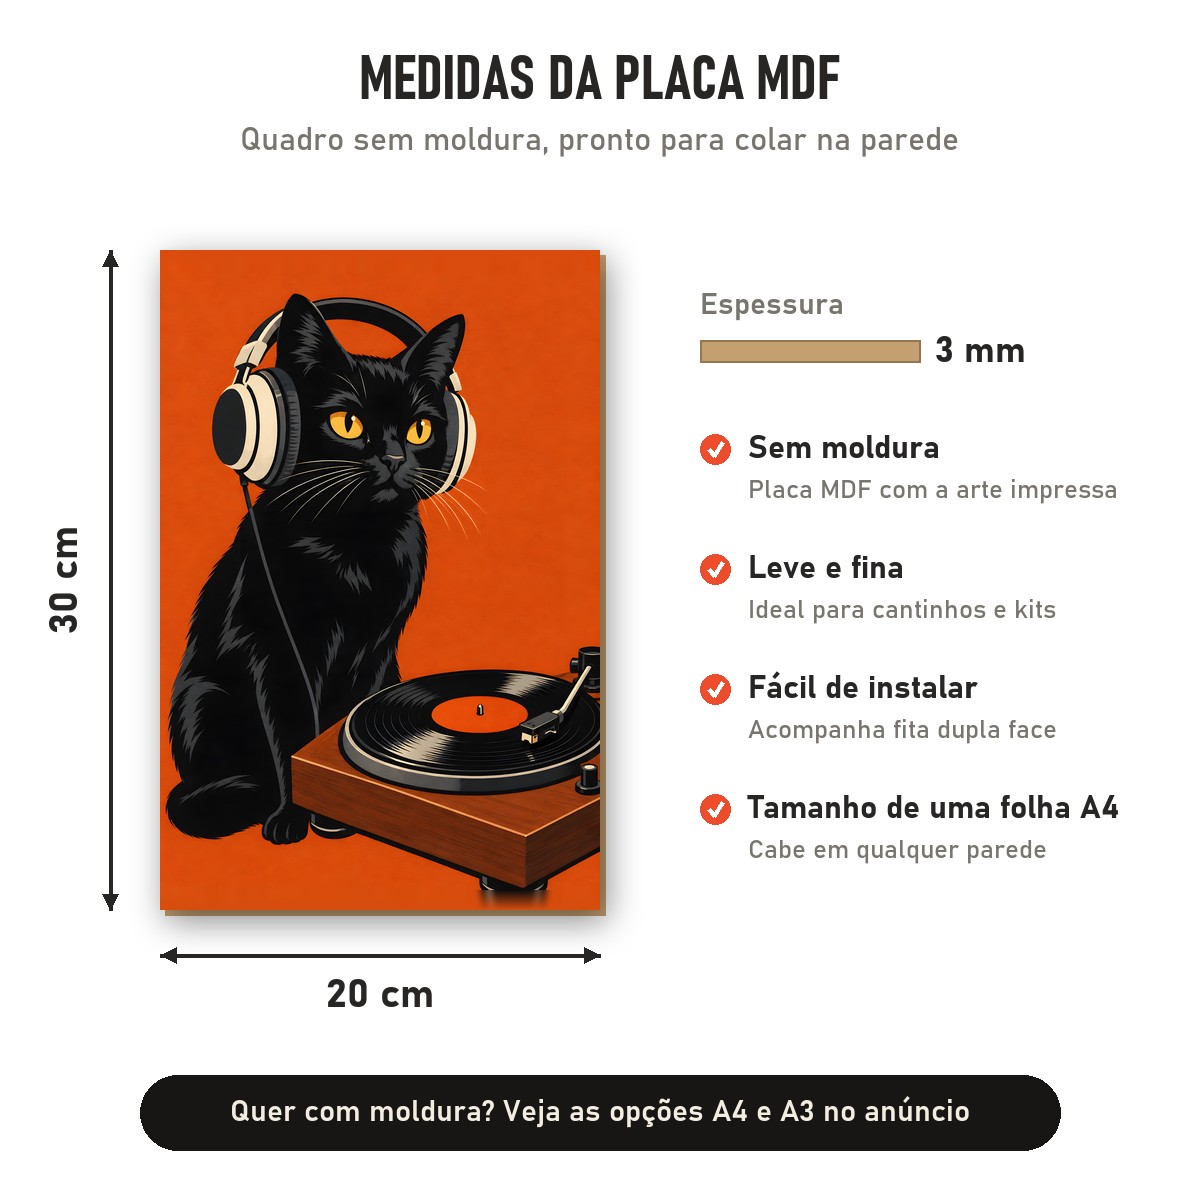 MEDIDAS DA PLACA MDF
Quadro sem moldura, pronto para colar na parede
30 cm
20 cm
Espessura
3 mm
Sem moldura
Placa MDF com a arte impressa
Leve e fina
Ideal para cantinhos e kits
Fácil de instalar
Acompanha fita dupla face
Tamanho de uma folha A4
Cabe em qualquer parede
Quer com moldura? Veja as opções A4 e A3 no anúncio